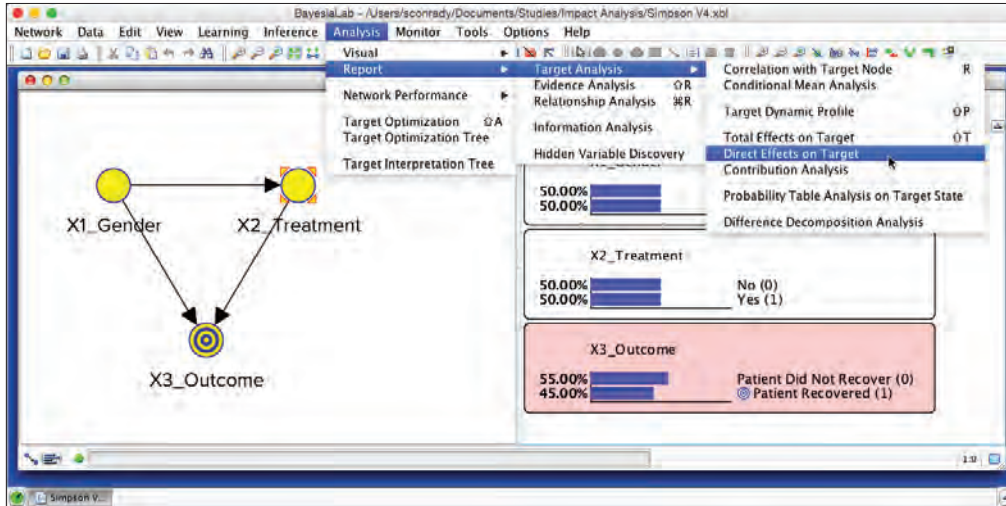 BayesiaLab - /Users/sconrady/Documents/Studies/Impact Analysis/Simpson V4.xbl
Network Data Edit View Learning Inference Analysis Monitor Tools Options Help
Visual
Report
Network Performance
Target Optimization ⇧A
Target Optimization Tree
Target Interpretation Tree
Target Analysis
Evidence Analysis ⇧R
Relationship Analysis ⌘R
Information Analysis
Hidden Variable Discovery
Correlation with Target Node R
Conditional Mean Analysis
Target Dynamic Profile ⇧P
Total Effects on Target ⇧T
Direct Effects on Target
Contribution Analysis
Probability Table Analysis on Target State
Difference Decomposition Analysis
X1_Gender
X2_Treatment
X3_Outcome
50.00%
50.00%
X2_Treatment
50.00% No (0)
50.00% Yes (1)
X3_Outcome
55.00% Patient Did Not Recover (0)
45.00% Patient Recovered (1)
Simpson V...